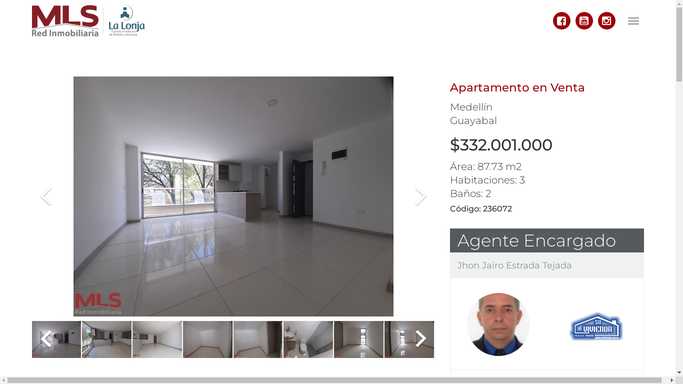 MLS
Red Inmobiliaria
La Lonja
Apartamento en Venta
Medellín
Guayabal
$332.001.000
Área: 87.73 m2
Habitaciones: 3
Baños: 2
Código: 236072
Agente Encargado
Jhon Jairo Estrada Tejada
MLS
Red Inmobiliaria
VIVIENDA